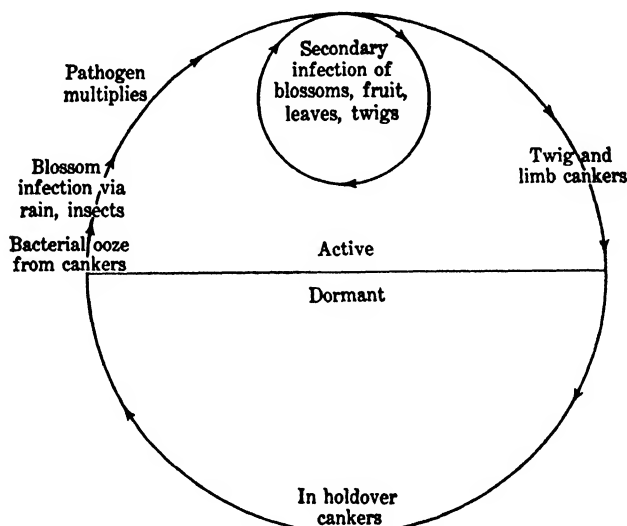 Secondary
infection of
blossoms, fruit,
leaves, twigs
Pathogen
multiplies
Twig and
limb cankers
Blossom
infection via
rain, insects
Bacterial ooze
from cankers
Active
Dormant
In holdover
cankers